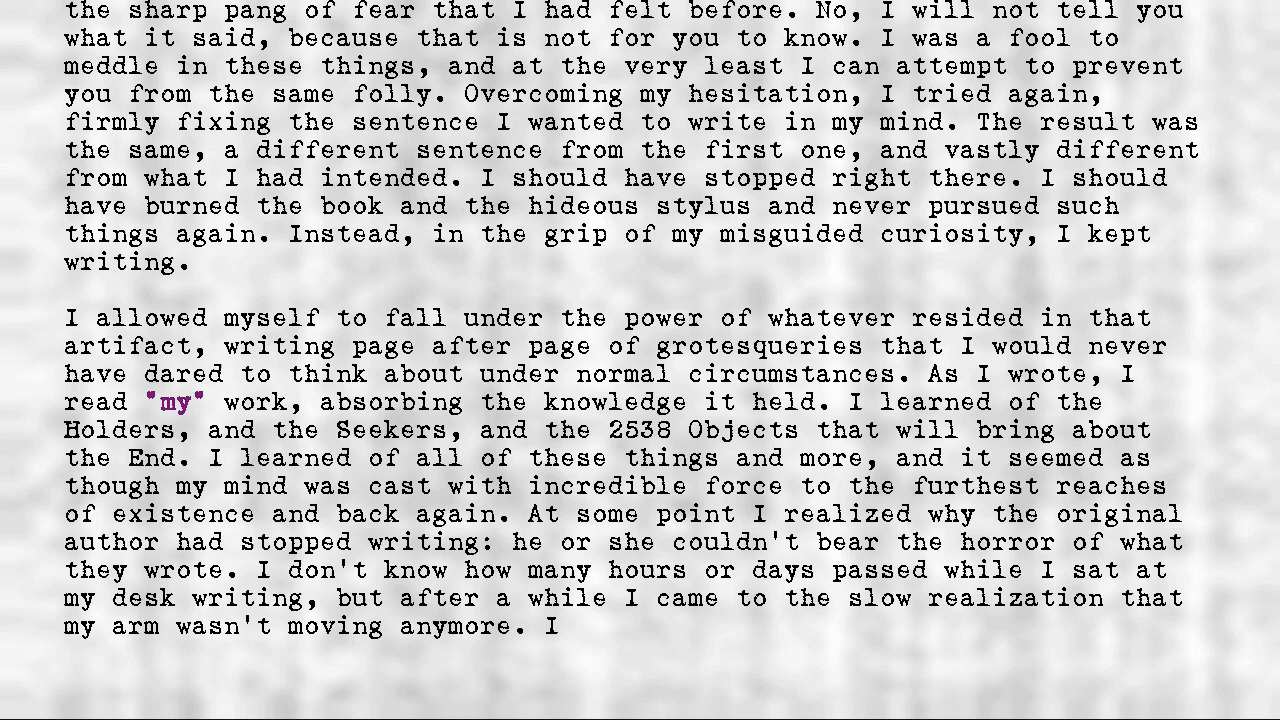 the sharp pang of fear that I had felt before. No, I will not tell you
what it said, because that is not for you to know. I was a fool to
meddle in these things, and at the very least I can attempt to prevent
you from the same folly. Overcoming my hesitation, I tried again,
firmly fixing the sentence I wanted to write in my mind. The result was
the same, a different sentence from the first one, and vastly different
from what I had intended. I should have stopped right there. I should
have burned the book and the hideous stylus and never pursued such
things again. Instead, in the grip of my misguided curiosity, I kept
writing.
I allowed myself to fall under the power of whatever resided in that
artifact, writing page after page of grotesqueries that I would never
have dared to think about under normal circumstances. As I wrote, I
read "my" work, absorbing the knowledge it held. I learned of the
Holders, and the Seekers, and the 2538 Objects that will bring about
the End. I learned of all of these things and more, and it seemed as
though my mind was cast with incredible force to the furthest reaches
of existence and back again. At some point I realized why the original
author had stopped writing: he or she couldn't bear the horror of what
they wrote. I don't know how many hours or days passed while I sat at
my desk writing, but after a while I came to the slow realization that
my arm wasn't moving anymore. I